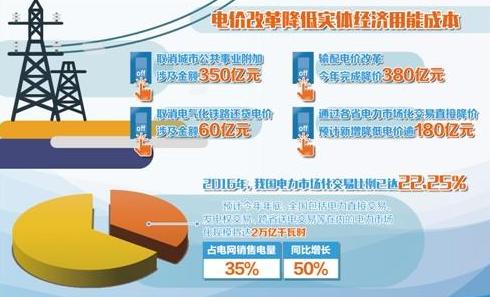 电价改革降低实体经济用能成本
取消城市公共事业附加
涉及金额350亿元
输配电价改革
今年完成降价380亿元
取消电气化铁路还贷电价
涉及金额60亿元
通过各省电力市场化交易直接降价
预计新增降低电价逾180亿元
off
off
off
off
2016年,我国电力市场化交易比例已达22.25%
预计今年年底,全国包括电力直接交易、
发电权交易、跨省送电交易等在内的电力市场
化规模将达2万亿千瓦时
占电网销售电量
同比增长
35%
50%